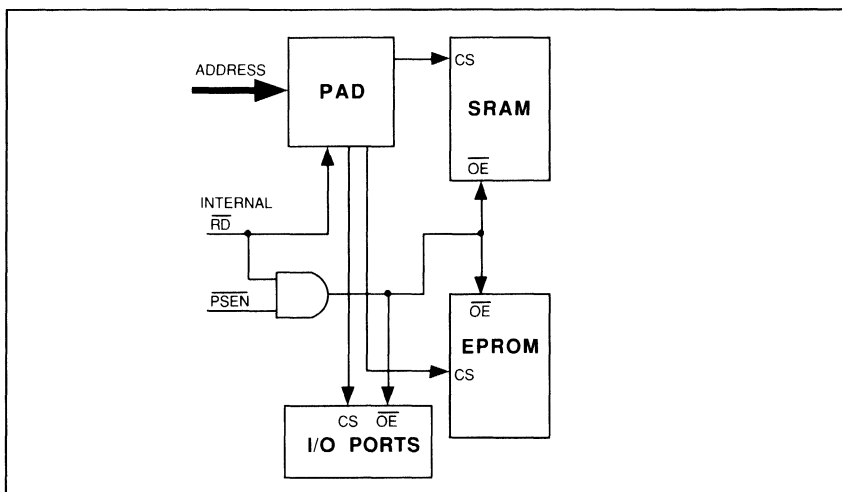 ADDRESS
PAD
CS
SRAM
OE
INTERNAL
RD
PSEN
OE
EPROM
CS
CS OE
I/O PORTS